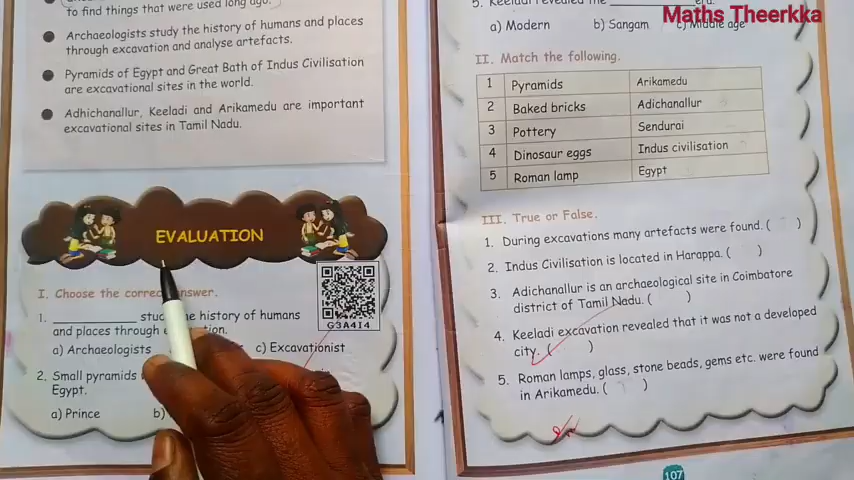 to find things that were used long ago.
Archaeologists study the history of humans and places
through excavation and analyse artefacts.
Pyramids of Egypt and Great Bath of Indus Civilisation
are excavational sites in the world.
Adhichanallur, Keeladi and Arikamedu are important
excavational sites in Tamil Nadu.
EVALUATION
I. Choose the correct answer.
G3A4I4
1. ____________ study the history of humans
and places through
a) Archaeologists c) Excavationist
2. Small pyramids
Egypt.
a) Prince b)
5. Keeladi revealed the ____________ era.
a) Modern b) Sangam c) Middle age
Maths Theerkka
II. Match the following.
1 Pyramids Arikamedu
2 Baked bricks Adichanallur
3 Pottery Sendurai
4 Dinosaur eggs Indus civilisation
5 Roman lamp Egypt
III. True or False.
1. During excavations many artefacts were found. ( )
2. Indus Civilisation is located in Harappa. ( )
3. Adichanallur is an archaeological site in Coimbatore
district of Tamil Nadu. ( )
4. Keeladi excavation revealed that it was not a developed
city. ( )
5. Roman lamps, glass, stone beads, gems etc. were found
in Arikamedu. ( )
107